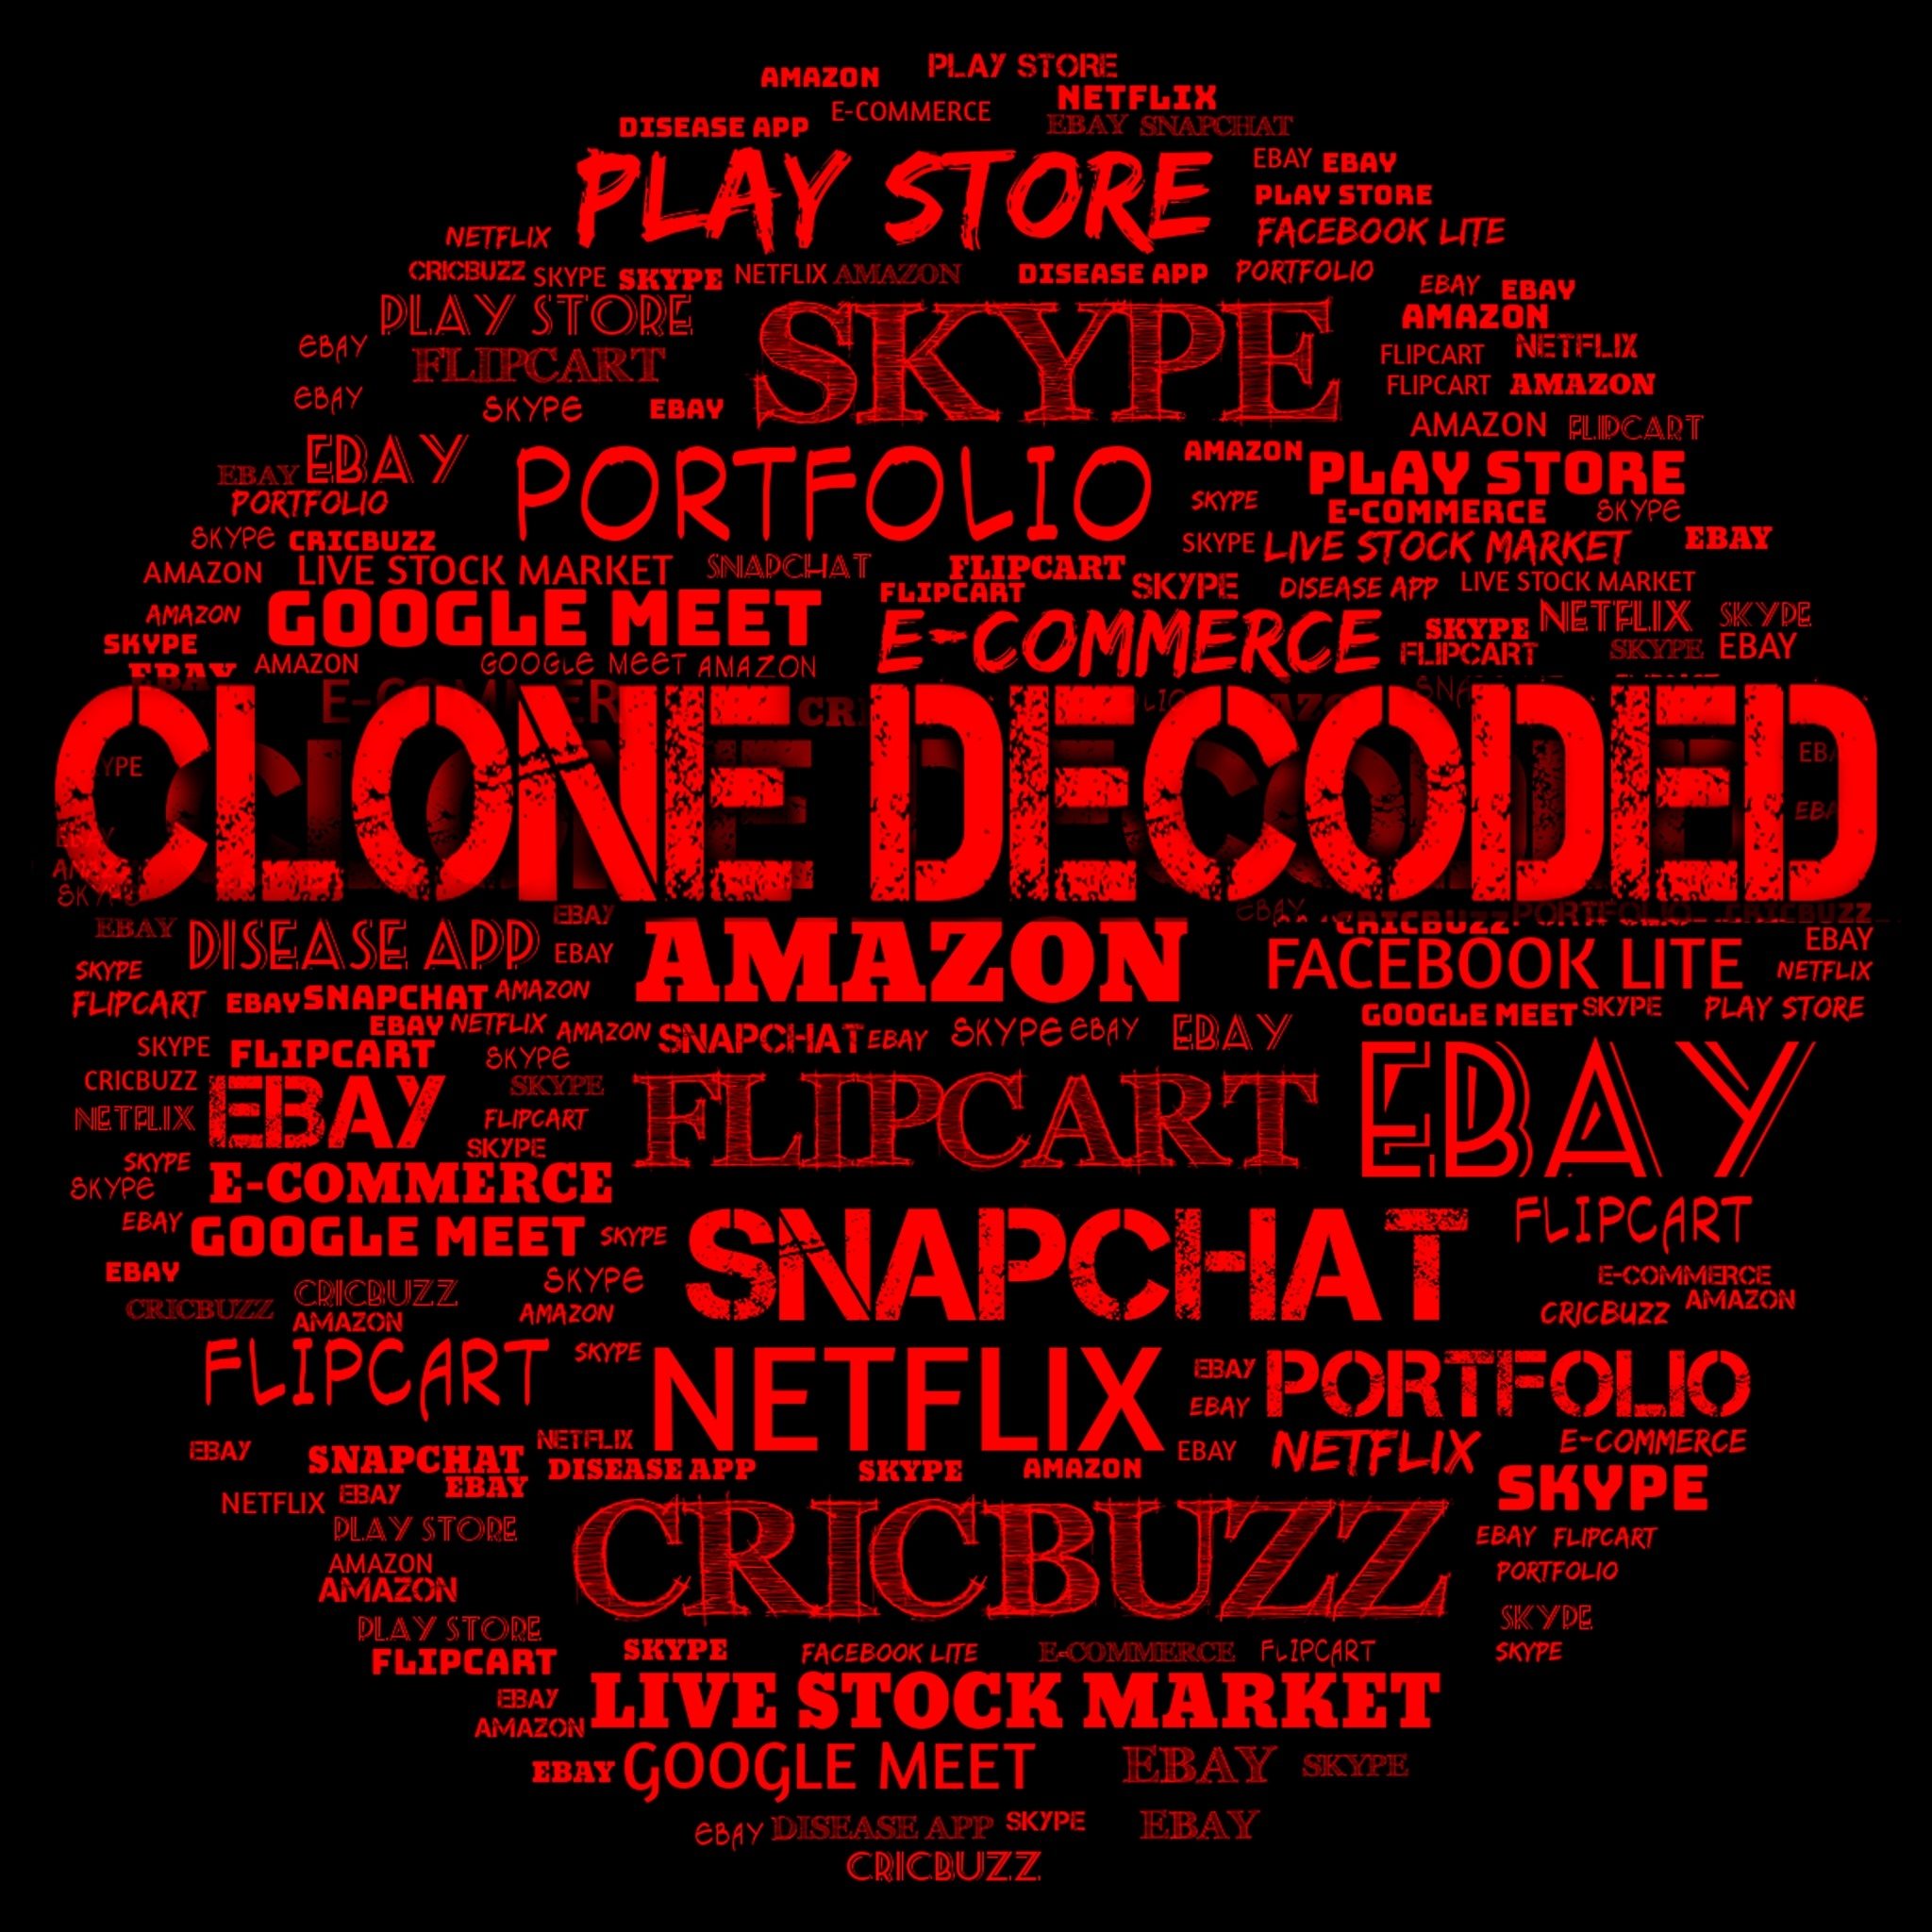 AMAZON PLAY STORE
E-COMMERCE NETFLIX
DISEASE APP EBAY SNAPCHAT
PLAY STORE EBAY EBAY
PLAY STORE
NETFLIX FACEBOOK LITE
CRICBUZZ SKYPE SKYPE NETFLIX AMAZON DISEASE APP PORTFOLIO EBAY EBAY
PLAY STORE SKYPE AMAZON
EBAY FLIPCART FLIPCART NETFLIX
FLIPCART AMAZON
EBAY SKYPE EBAY AMAZON FLIPCART
EBAY EBAY PORTFOLIO AMAZON PLAY STORE
PORTFOLIO SKYPE E-COMMERCE SKYPE
SKYPE CRICBUZZ SKYPE LIVE STOCK MARKET EBAY
AMAZON LIVE STOCK MARKET SNAPCHAT FLIPCART SKYPE DISEASE APP LIVE STOCK MARKET
FLIPCART
AMAZON GOOGLE MEET E-COMMERCE SKYPE NETFLIX SKYPE
SKYPE FLIPCART SKYPE EBAY
EBAY AMAZON GOOGLE MEET AMAZON
CLONE DECODED
EBAY CRICBUZZ PORTFOLIO CRICBUZZ
EBAY DISEASE APP EBAY EBAY AMAZON FACEBOOK LITE EBAY
SKYPE NETFLIX
FLIPCART EBAY SNAPCHAT AMAZON GOOGLE MEET SKYPE PLAY STORE
EBAY NETFLIX AMAZON SNAPCHAT EBAY SKYPE EBAY EBAY
SKYPE FLIPCART SKYPE
CRICBUZZ EBAY SKYPE FLIPCART EBAY
NETFLIX FLIPCART
SKYPE SKYPE
SKYPE E-COMMERCE
EBAY GOOGLE MEET SKYPE SNAPCHAT FLIPCART
EBAY SKYPE E-COMMERCE
CRICBUZZ CRICBUZZ AMAZON CRICBUZZ AMAZON
AMAZON
FLIPCART SKYPE NETFLIX EBAY PORTFOLIO
EBAY
EBAY SNAPCHAT NETFLIX EBAY NETFLIX E-COMMERCE
DISEASE APP SKYPE AMAZON
NETFLIX EBAY EBAY SKYPE
PLAY STORE CRICBUZZ EBAY FLIPCART
AMAZON PORTFOLIO
AMAZON
PLAY STORE SKYPE
FLIPCART SKYPE FACEBOOK LITE E-COMMERCE FLIPCART SKYPE
EBAY LIVE STOCK MARKET
AMAZON
EBAY GOOGLE MEET EBAY SKYPE
EBAY DISEASE APP SKYPE EBAY
CRICBUZZ